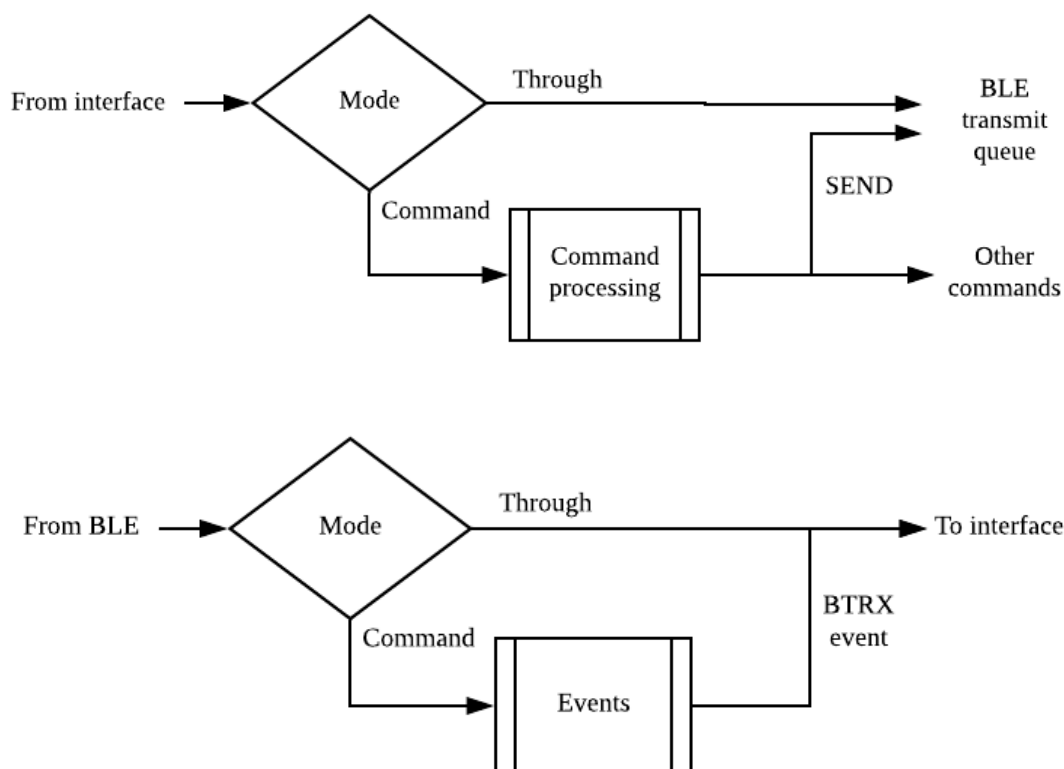 From interface
Mode
Through
BLE
transmit
queue
SEND
Command
Command
processing
Other
commands
From BLE
Mode
Through
To interface
BTRX
event
Command
Events